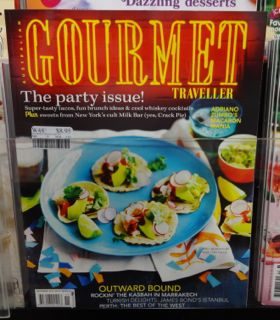 Dazzling desserts
AUSTRALIAN
GOURMET
TRAVELLER
The party issue!
Super-tasty tacos, fun brunch ideas & cool whiskey cocktails
Plus sweets from New York's cult Milk Bar (yes, Crack Pie)
ADRIANO
ZUMBO'S
MACARON
MANIA
$8.95
OUTWARD BOUND
ROCKIN' THE KASBAH IN MARRAKECH
TURKISH DELIGHTS: JAMES BOND'S ISTANBUL
PERTH: THE BEST OF THE WEST